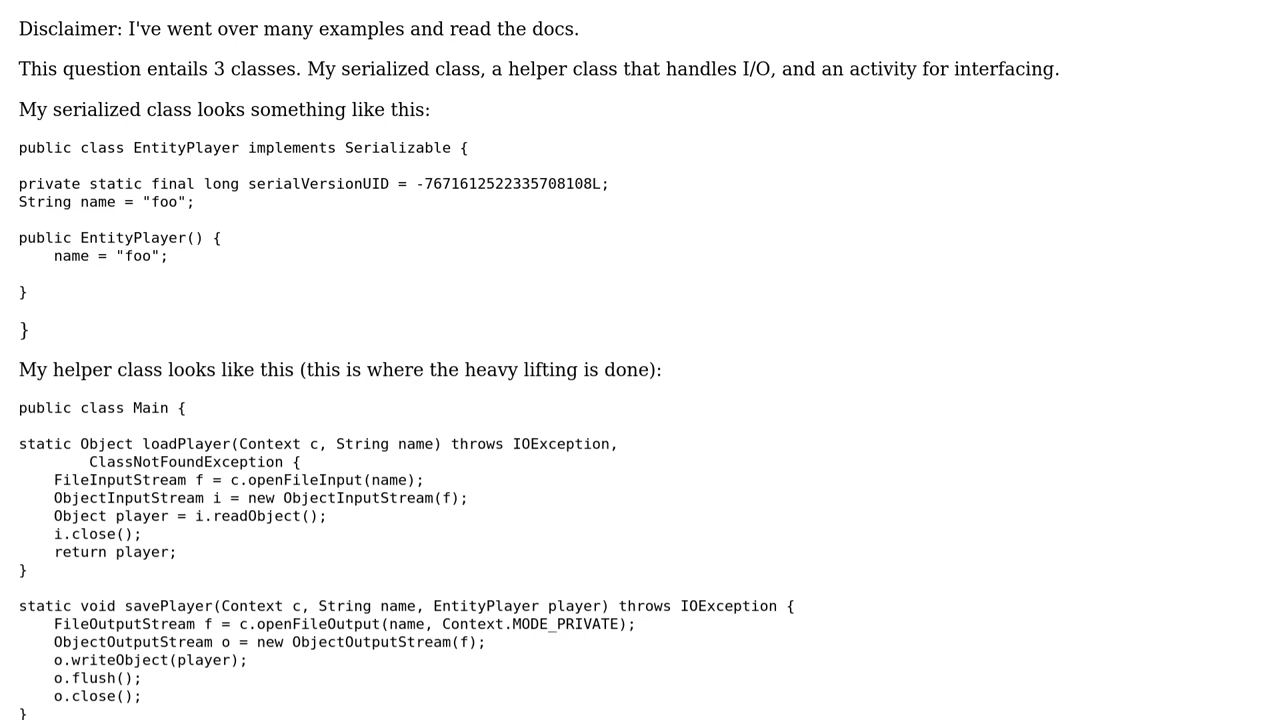 Disclaimer: I've went over many examples and read the docs.
This question entails 3 classes. My serialized class, a helper class that handles I/O, and an activity for interfacing.
My serialized class looks something like this:
public class EntityPlayer implements Serializable {
private static final long serialVersionUID = -7671612522335708108L;
String name = "foo";
public EntityPlayer() {
    name = "foo";
}
}
My helper class looks like this (this is where the heavy lifting is done):
public class Main {
static Object loadPlayer(Context c, String name) throws IOException,
        ClassNotFoundException {
    FileInputStream f = c.openFileInput(name);
    ObjectInputStream i = new ObjectInputStream(f);
    Object player = i.readObject();
    i.close();
    return player;
}
static void savePlayer(Context c, String name, EntityPlayer player) throws IOException {
    FileOutputStream f = c.openFileOutput(name, Context.MODE_PRIVATE);
    ObjectOutputStream o = new ObjectOutputStream(f);
    o.writeObject(player);
    o.flush();
    o.close();
}